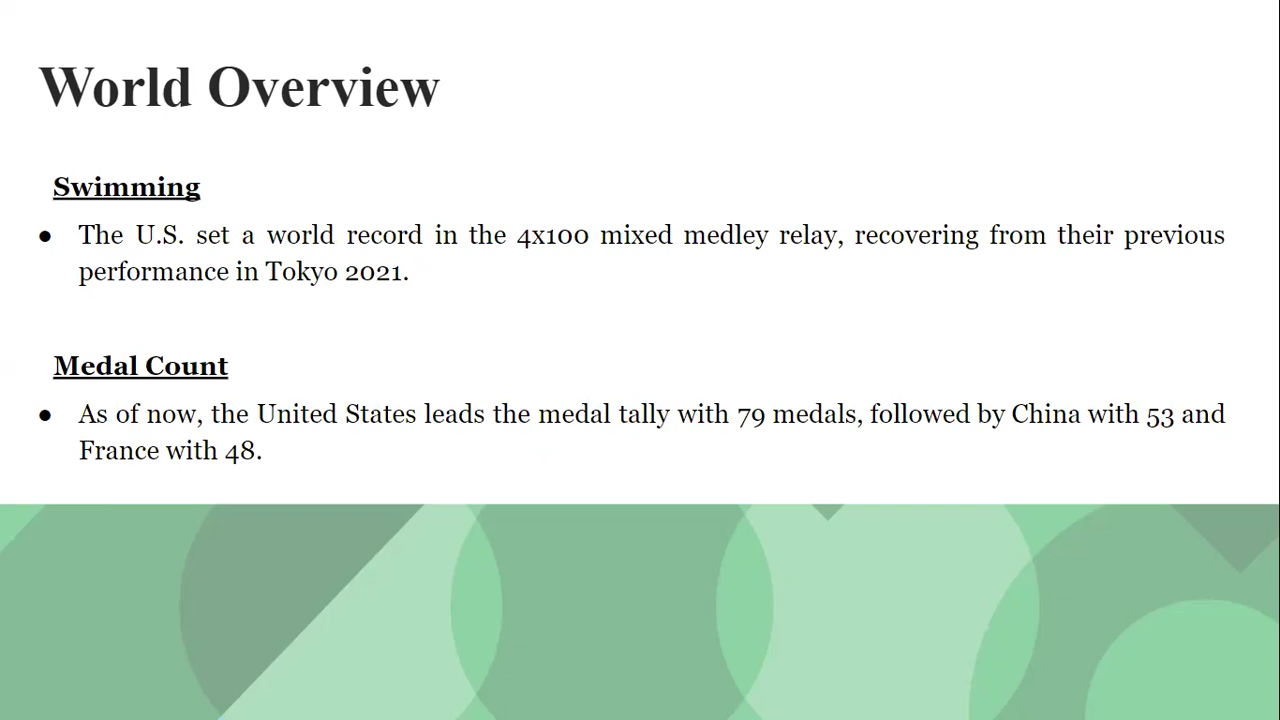 World Overview
Swimming
● The U.S. set a world record in the 4x100 mixed medley relay, recovering from their previous
performance in Tokyo 2021.
Medal Count
● As of now, the United States leads the medal tally with 79 medals, followed by China with 53 and
France with 48.